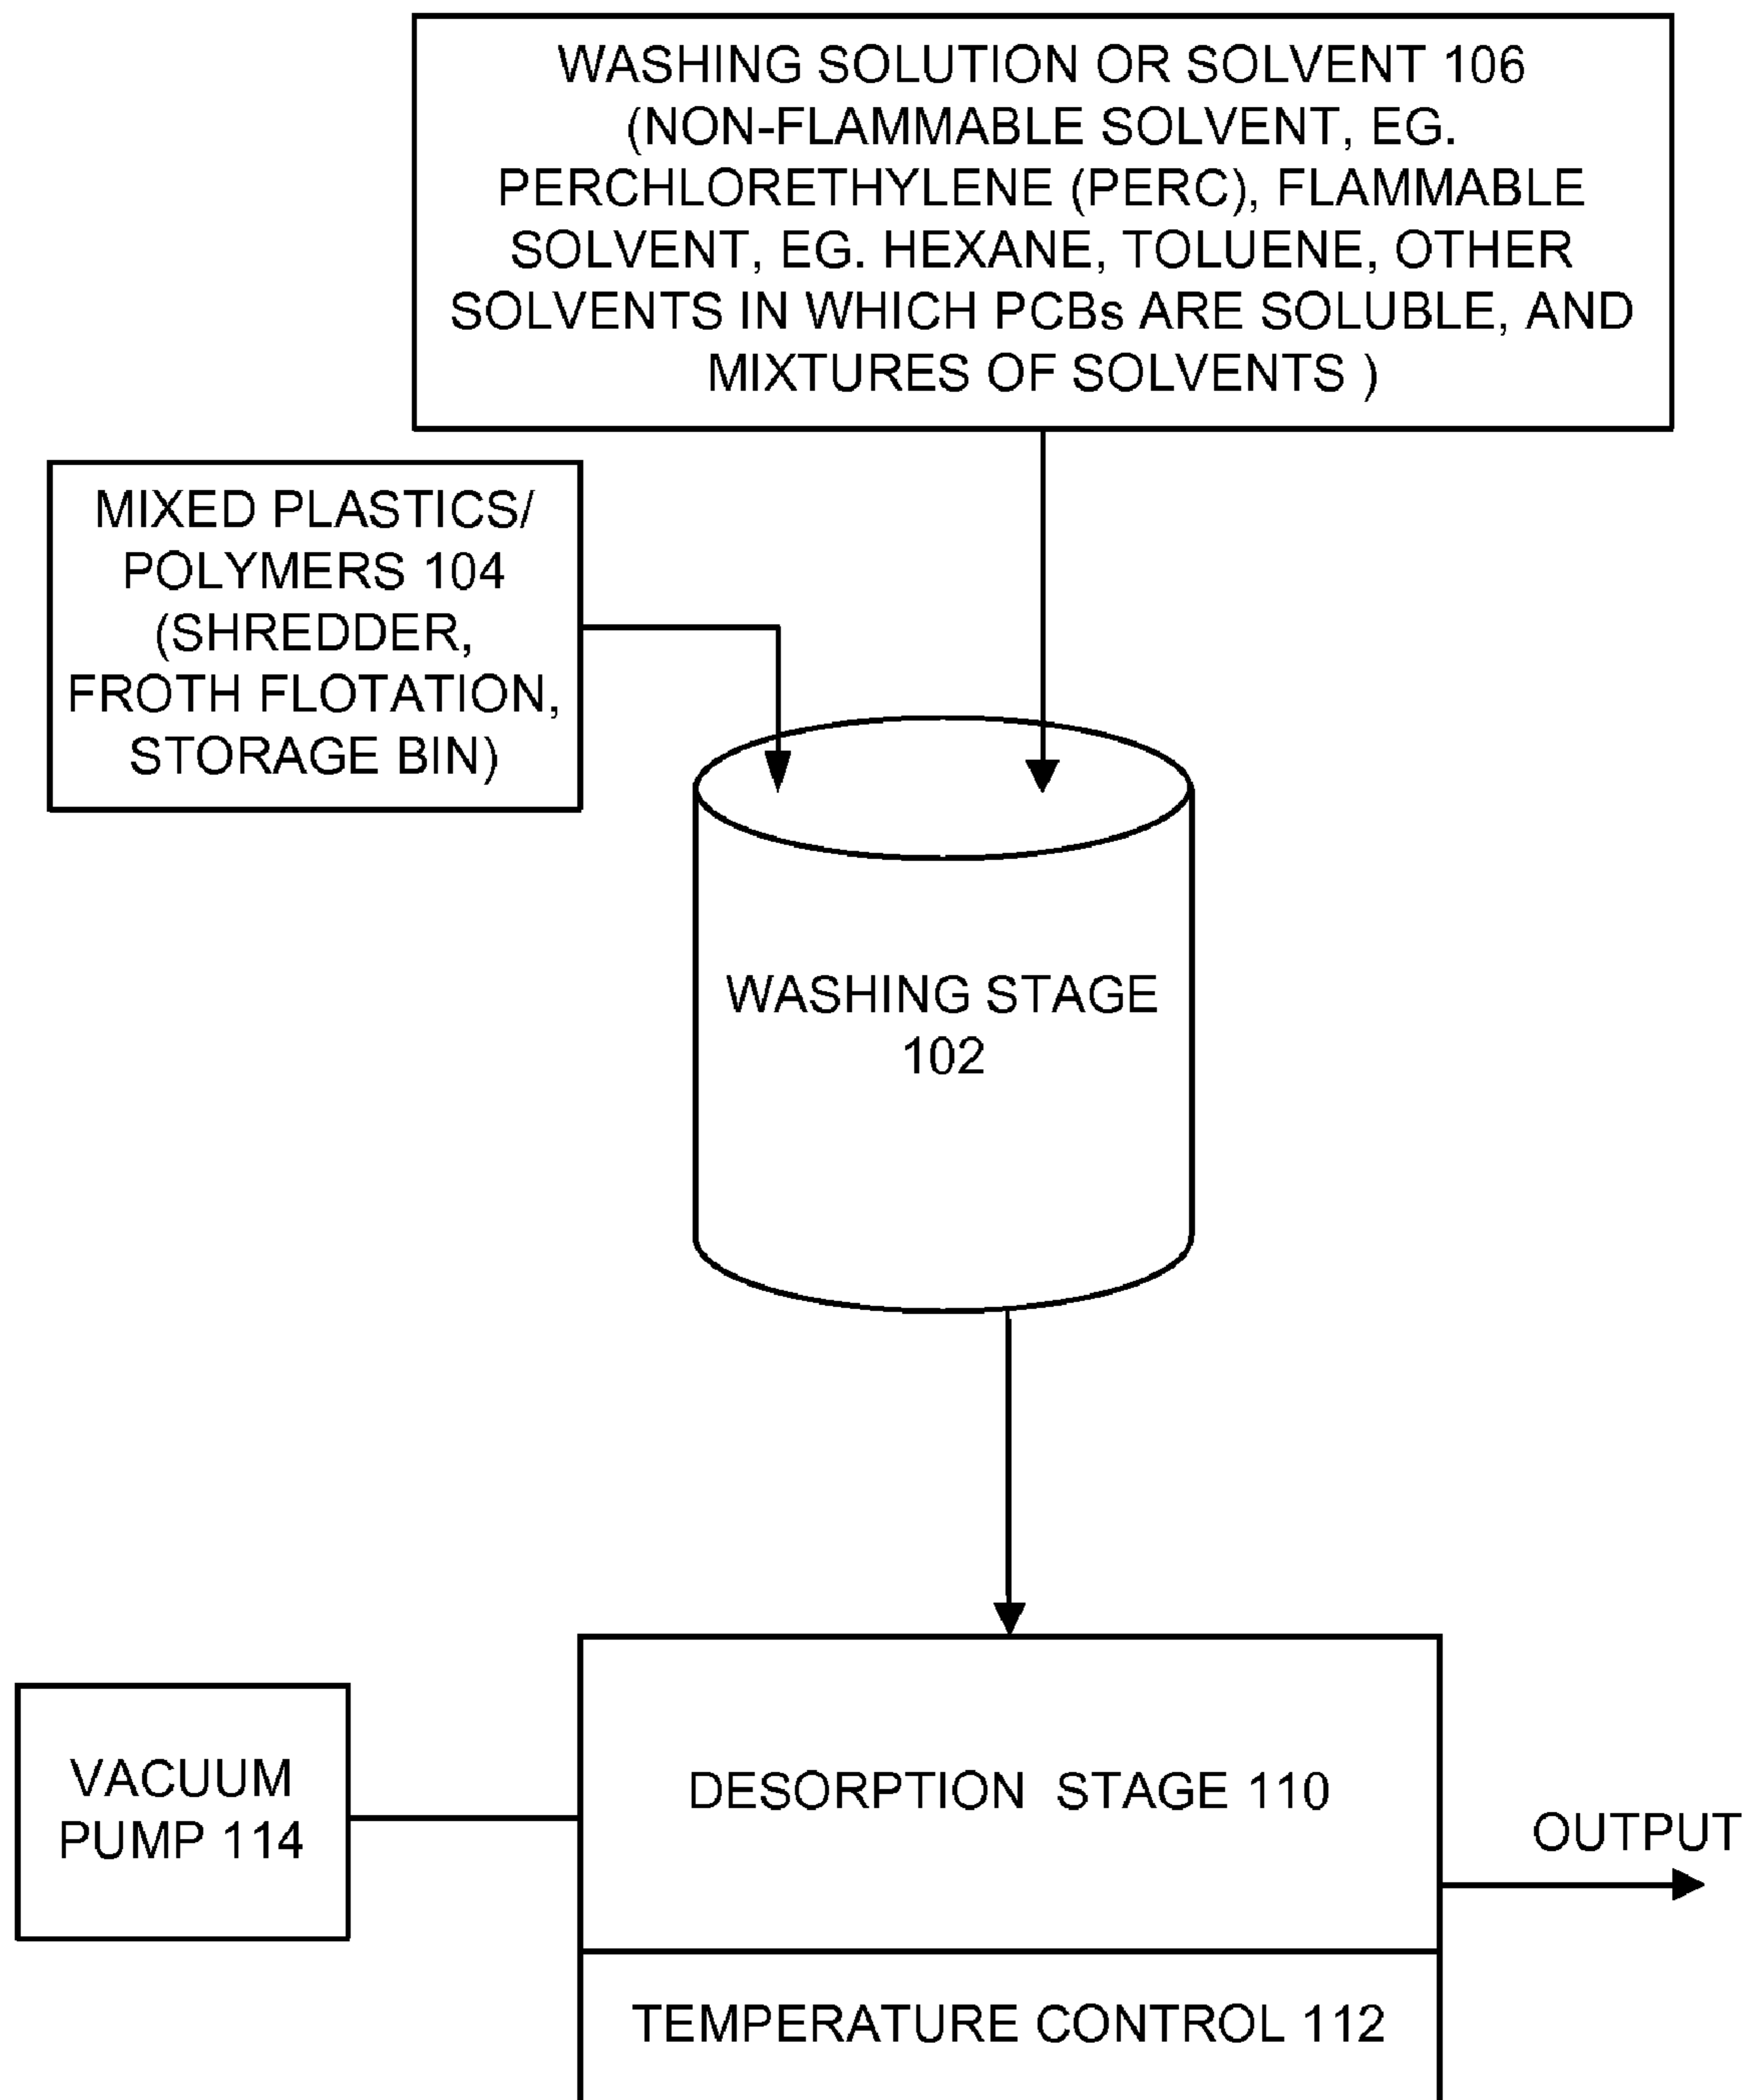 WASHING SOLUTION OR SOLVENT 106
(NON-FLAMMABLE SOLVENT, EG.
PERCHLORETHYLENE (PERC), FLAMMABLE
SOLVENT, EG. HEXANE, TOLUENE, OTHER
SOLVENTS IN WHICH PCBs ARE SOLUBLE, AND
MIXTURES OF SOLVENTS )
MIXED PLASTICS/
POLYMERS 104
(SHREDDER,
FROTH FLOTATION,
STORAGE BIN)
WASHING STAGE
102
VACUUM
PUMP 114
DESORPTION STAGE 110
OUTPUT
TEMPERATURE CONTROL 112